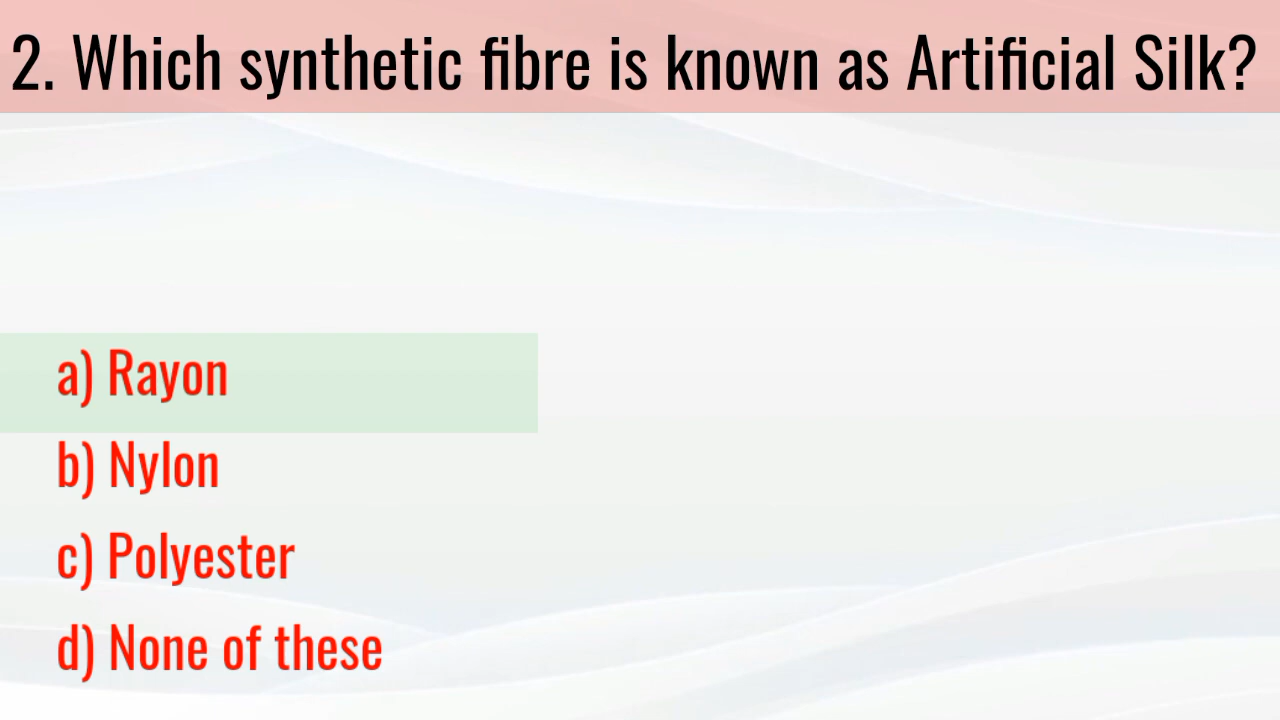 2. Which synthetic fibre is known as Artificial Silk?
a) Rayon
b) Nylon
c) Polyester
d) None of these